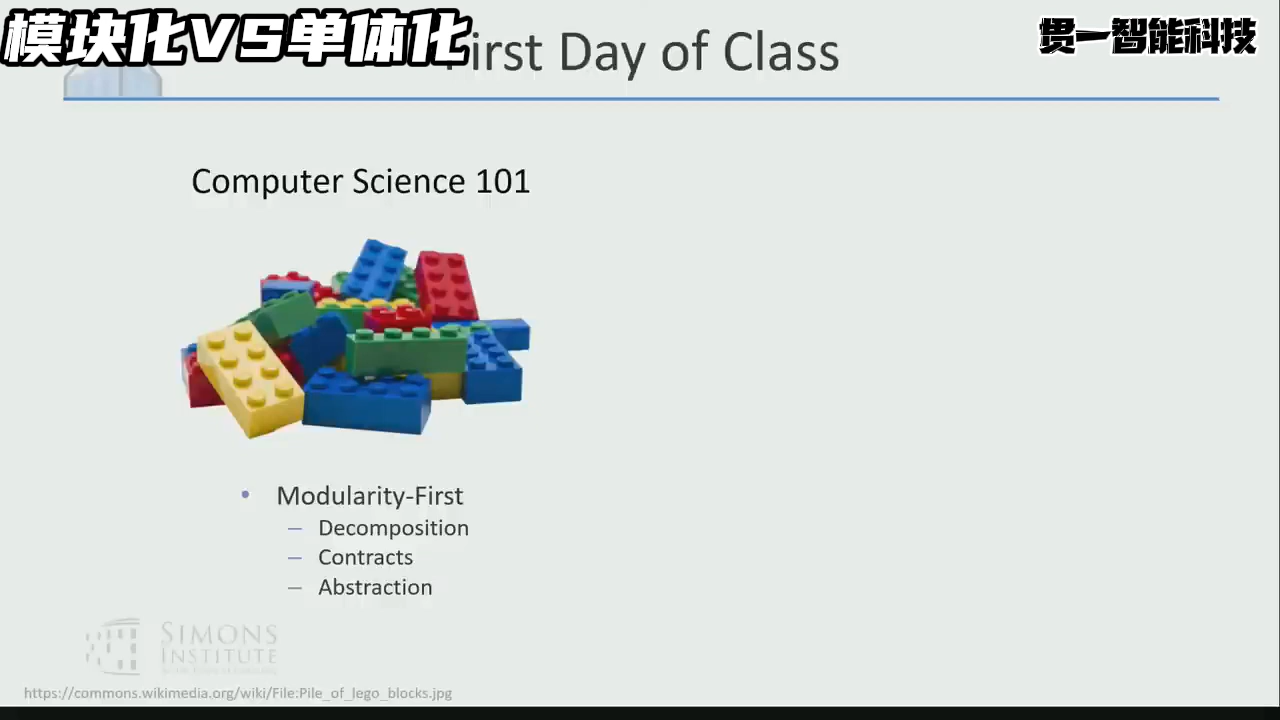 模块化VS单体化
贯一智能科技
First Day of Class
Computer Science 101
• Modularity-First
– Decomposition
– Contracts
– Abstraction
SIMONS
INSTITUTE
https://commons.wikimedia.org/wiki/File:Pile_of_lego_blocks.jpg